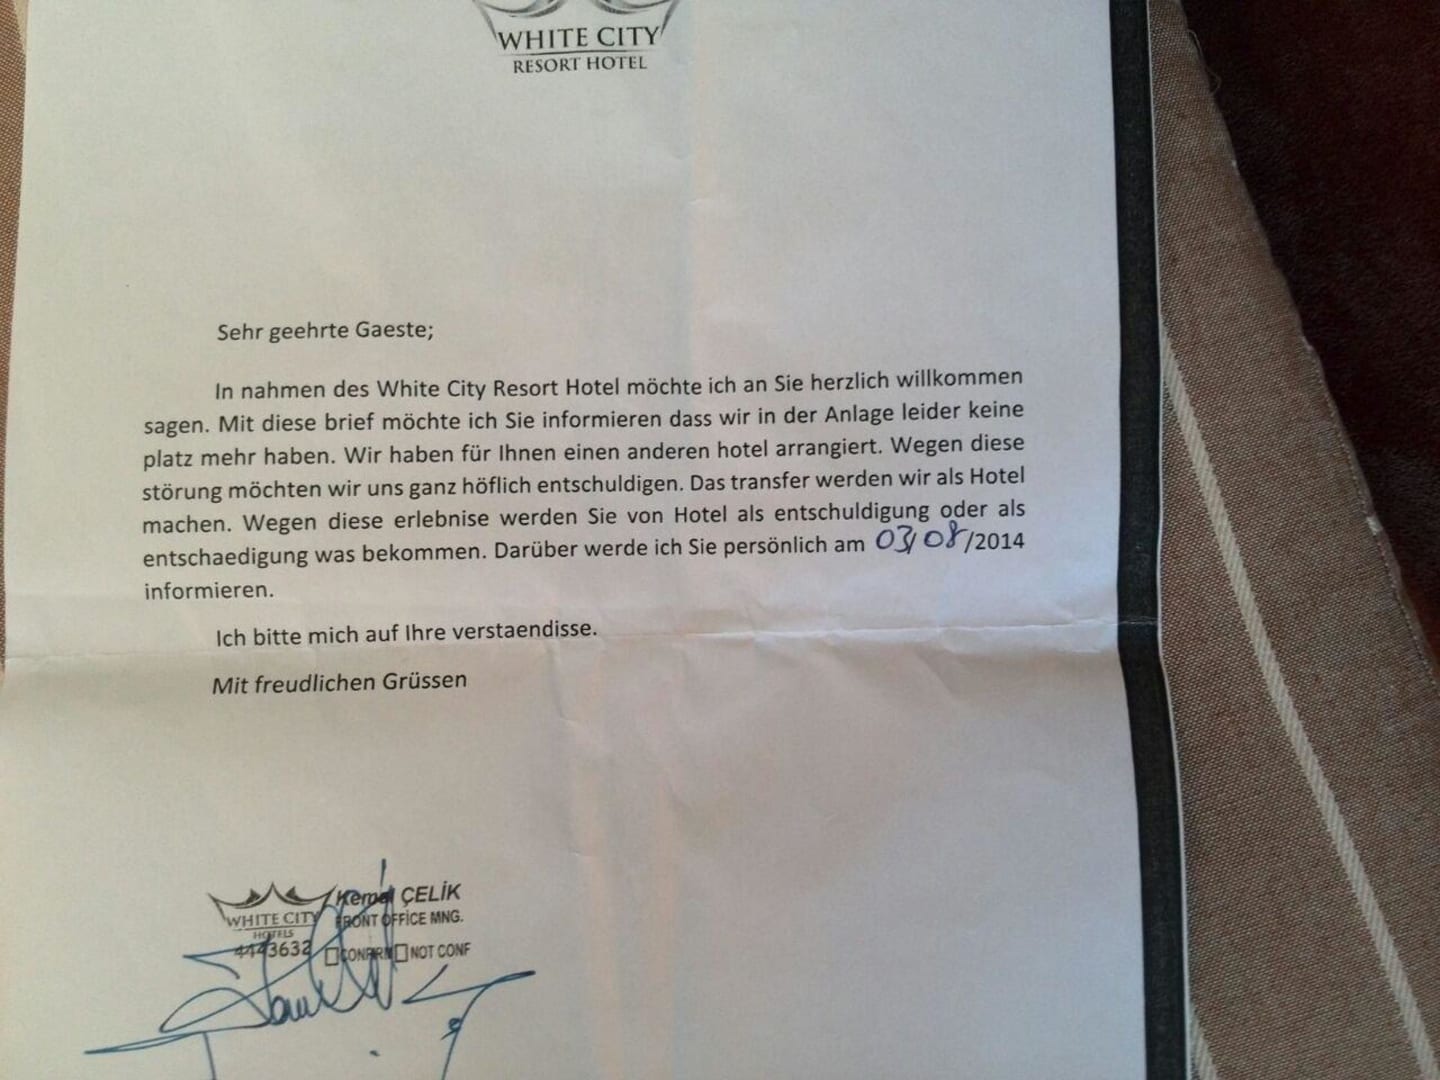 WHITE CITY
RESORT HOTEL
Sehr geehrte Gaeste;
In nahmen des White City Resort Hotel möchte ich an Sie herzlich willkommen
sagen. Mit diese brief möchte ich Sie informieren dass wir in der Anlage leider keine
platz mehr haben. Wir haben für Ihnen einen anderen hotel arrangiert. Wegen diese
störung möchten wir uns ganz höflich entschuldigen. Das transfer werden wir als Hotel
machen. Wegen diese erlebnise werden Sie von Hotel als entschuldigung oder als
entschaedigung was bekommen. Darüber werde ich Sie persönlich am 03/08/2014
informieren.
Ich bitte mich auf Ihre verstaendisse.
Mit freudlichen Grüssen
Kemal ÇELİK
WHITE CITY FRONT OFFİCE MNG.
HOTELS
4443632 CONFIRM NOT CONF